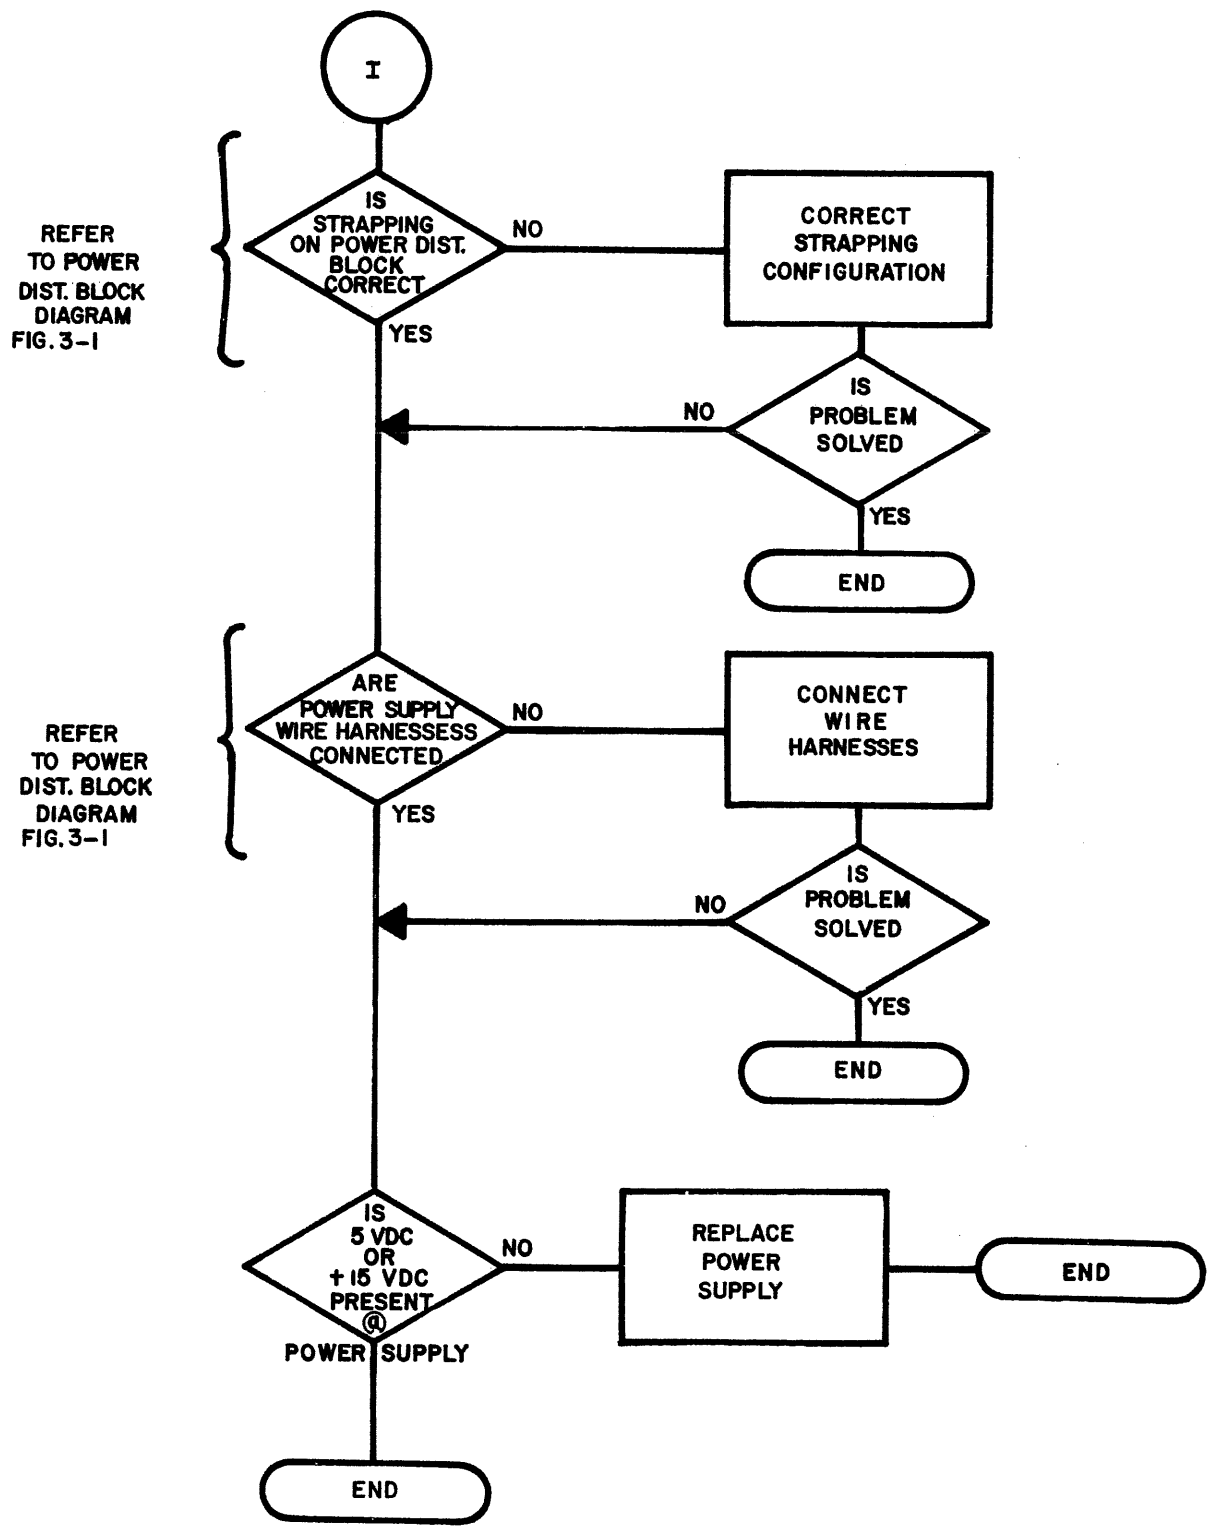 I
REFER
TO POWER
DIST. BLOCK
DIAGRAM
FIG. 3-1
IS
STRAPPING
ON POWER DIST.
BLOCK
CORRECT
NO
YES
CORRECT
STRAPPING
CONFIGURATION
IS
PROBLEM
SOLVED
NO
YES
END
REFER
TO POWER
DIST. BLOCK
DIAGRAM
FIG. 3-1
ARE
POWER SUPPLY
WIRE HARNESSESS
CONNECTED
NO
YES
CONNECT
WIRE
HARNESSES
IS
PROBLEM
SOLVED
NO
YES
END
IS
5 VDC
OR
+15 VDC
PRESENT
@
POWER SUPPLY
NO
REPLACE
POWER
SUPPLY
END
END